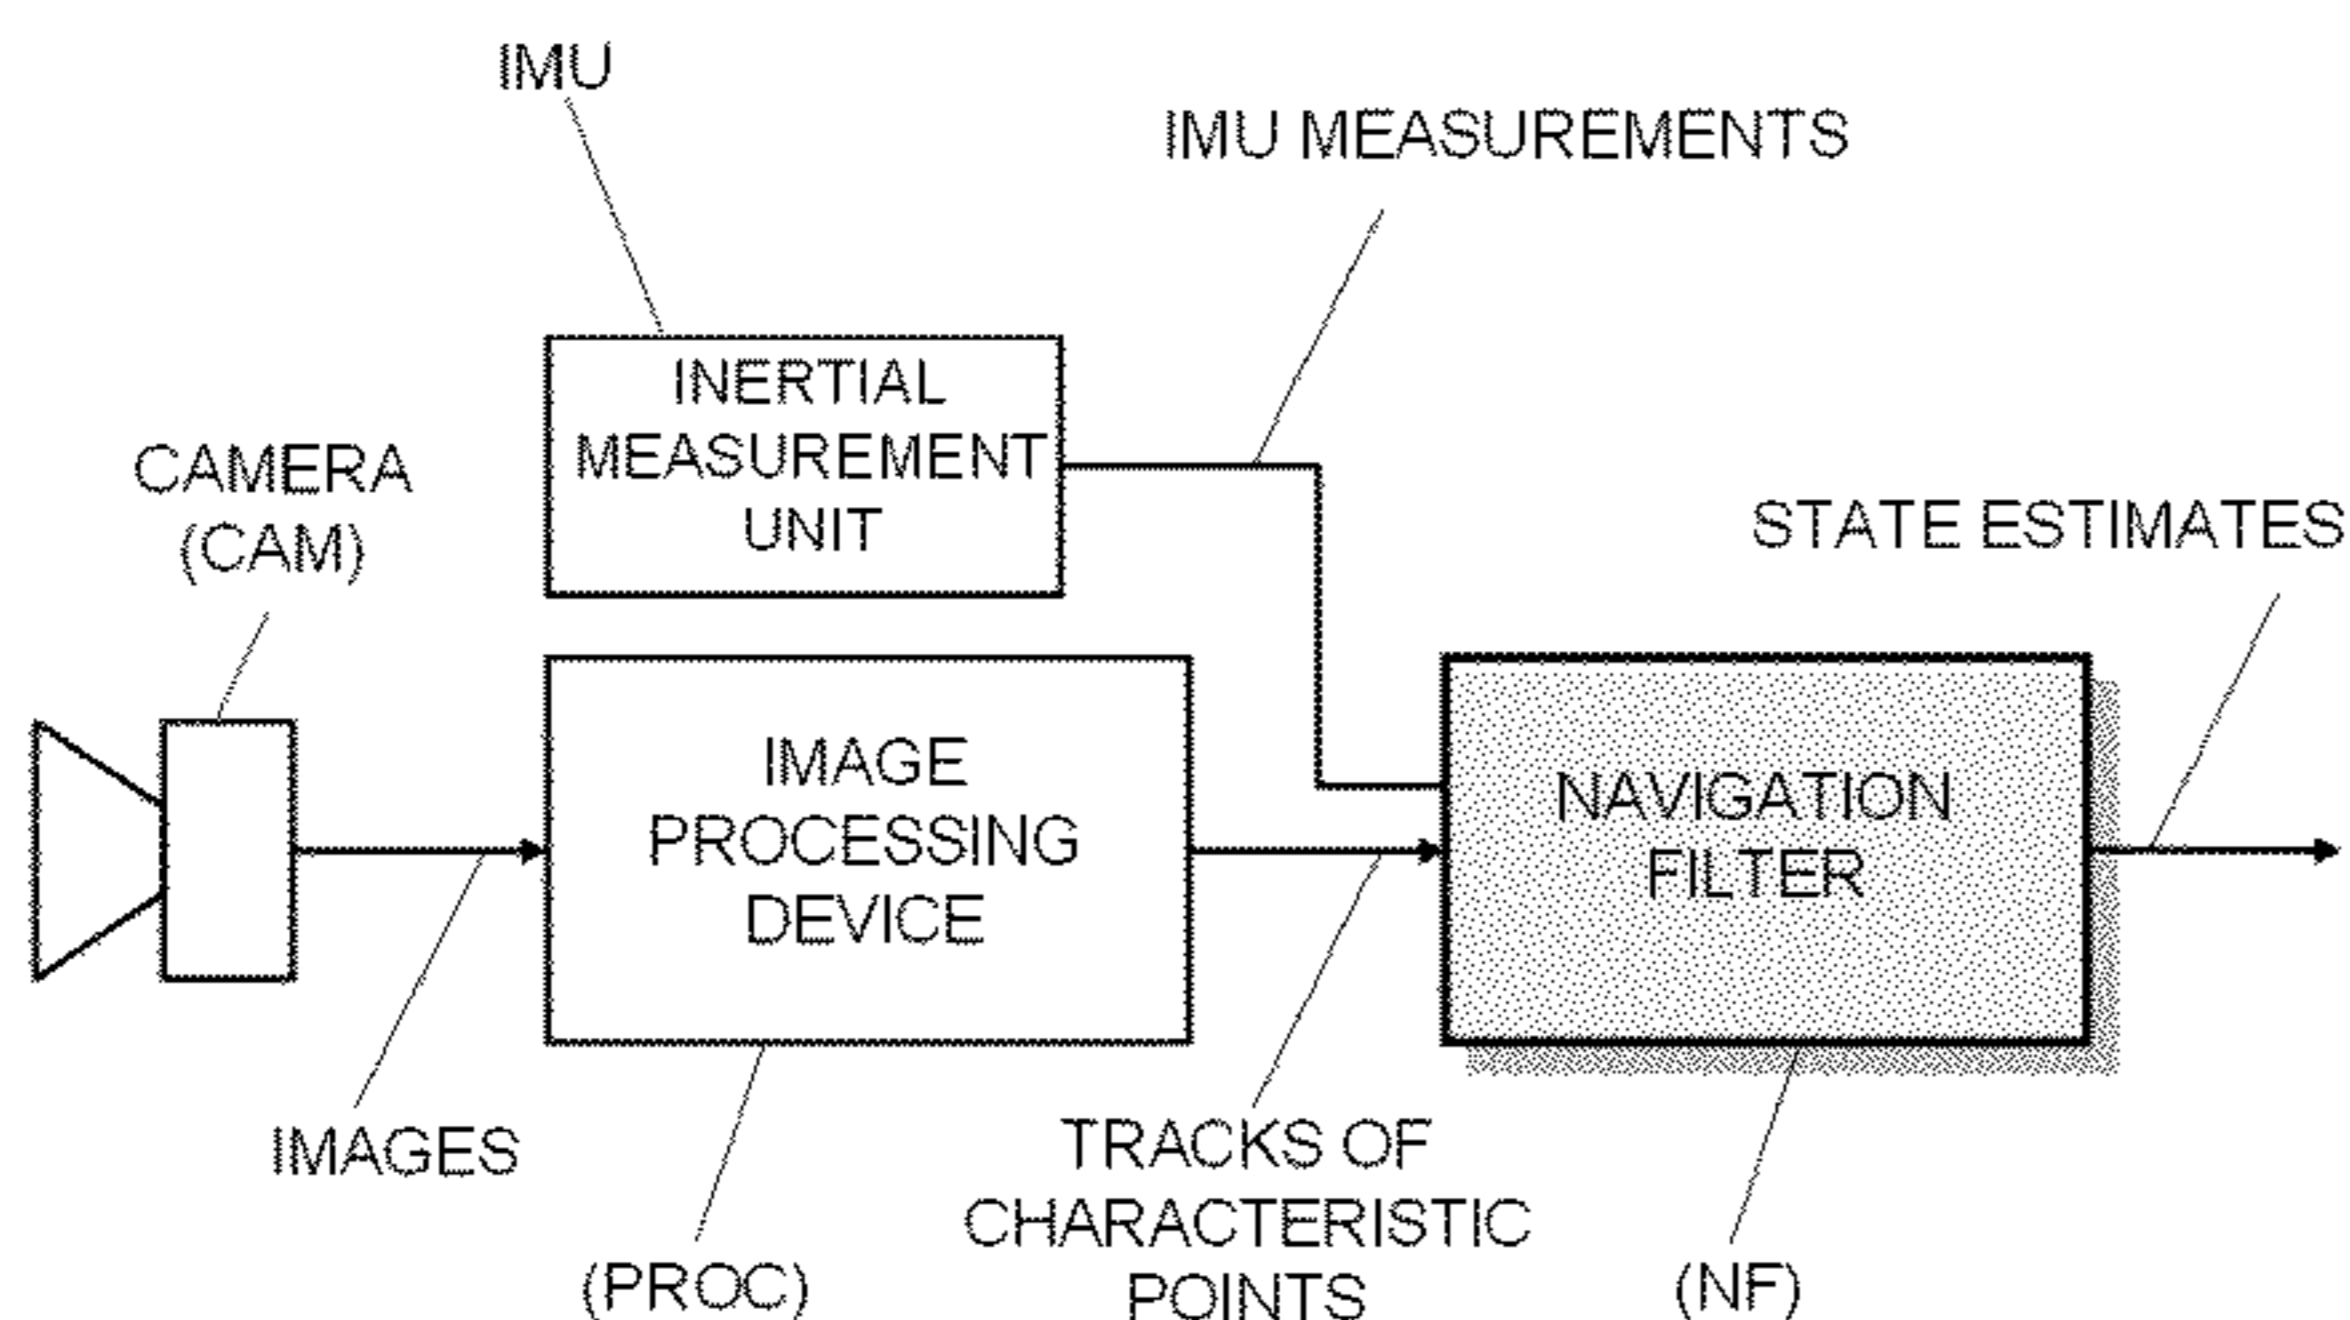 IMU
IMU MEASUREMENTS
INERTIAL
MEASUREMENT
UNIT
CAMERA
(CAM)
STATE ESTIMATES
IMAGE
PROCESSING
DEVICE
NAVIGATION
FILTER
IMAGES
TRACKS OF
CHARACTERISTIC
POINTS
(PROC)
(NF)